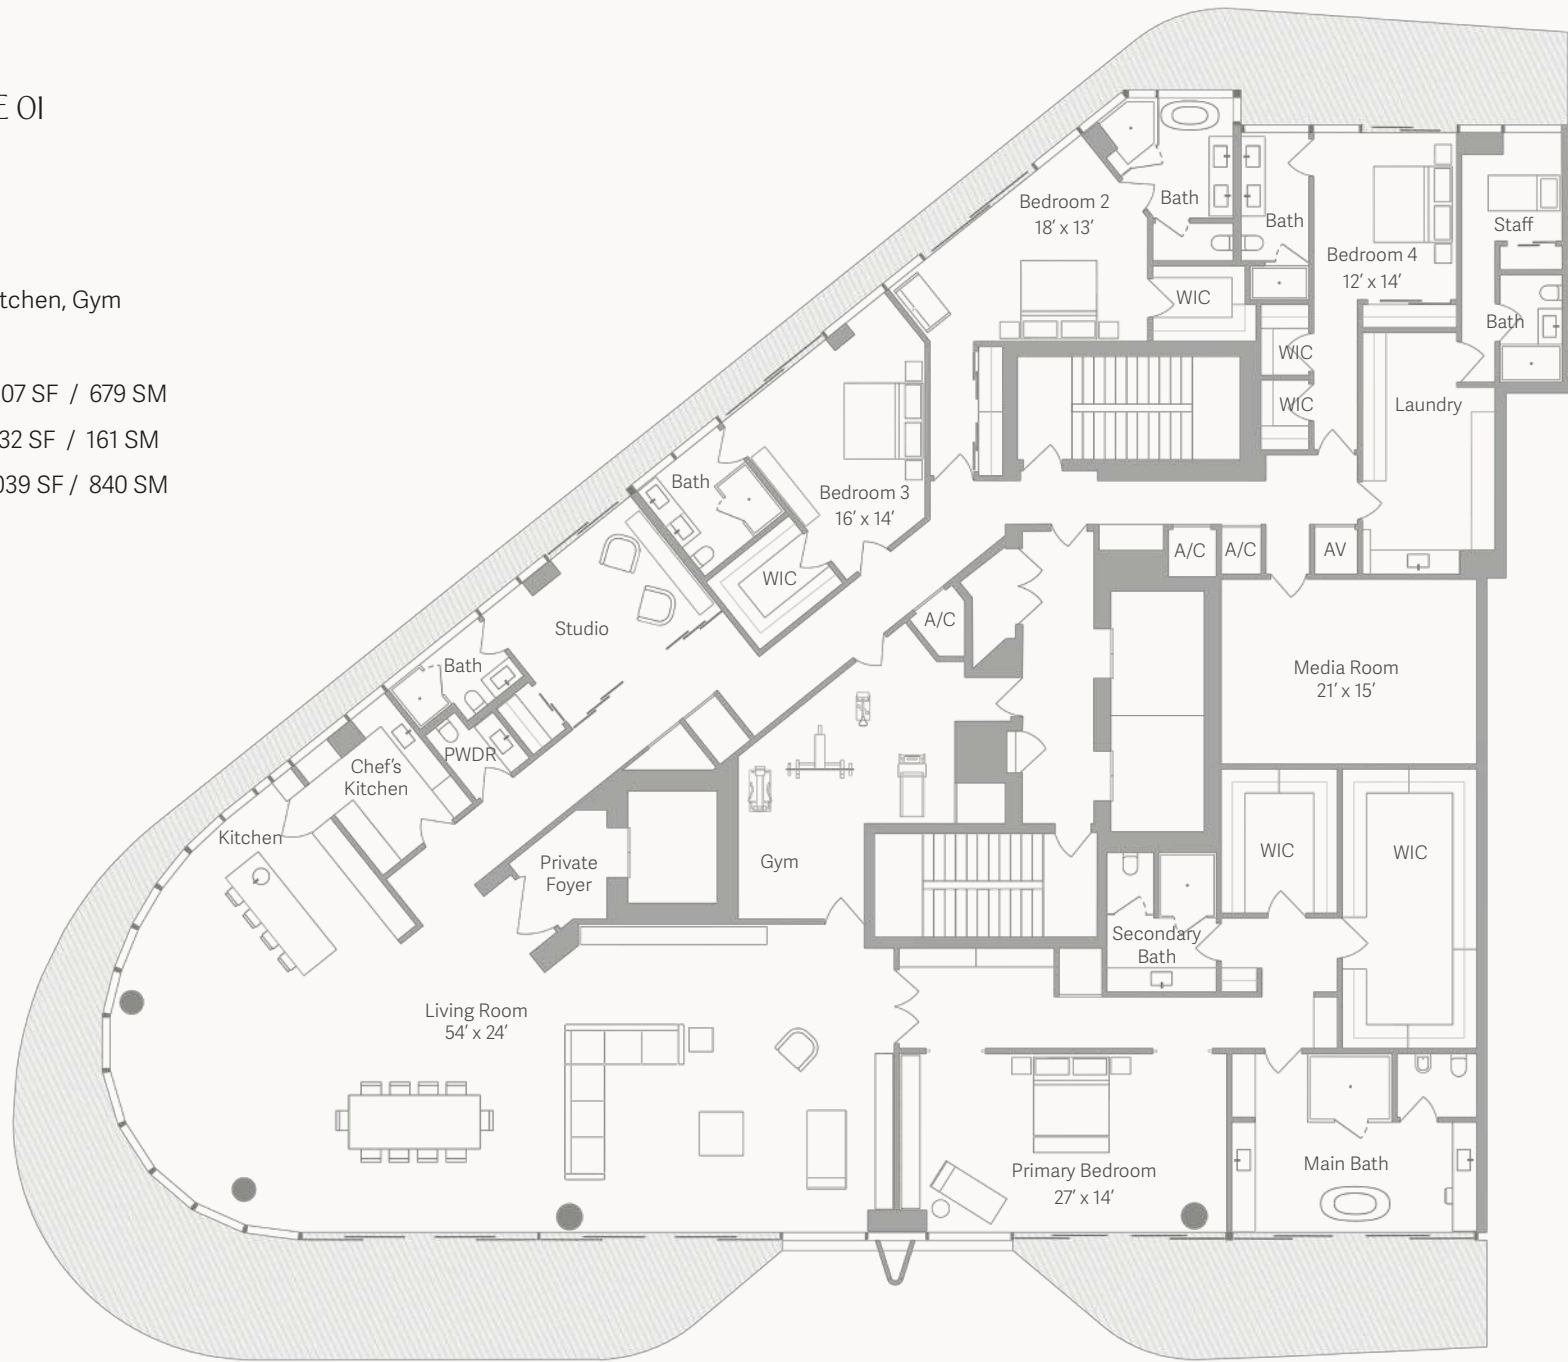 E 01
tchen, Gym
07 SF / 679 SM
32 SF / 161 SM
039 SF / 840 SM
Bedroom 2
18' x 13'
Bath
Bath
Bedroom 4
12' x 14'
Staff
Bath
WIC
WIC
WIC
Laundry
Bath
Bedroom 3
16' x 14'
WIC
A/C
A/C
AV
A/C
Studio
Bath
PWDR
Chef's
Kitchen
Kitchen
Private
Foyer
Gym
Media Room
21' x 15'
WIC
WIC
Secondary
Bath
Living Room
54' x 24'
Primary Bedroom
27' x 14'
Main Bath